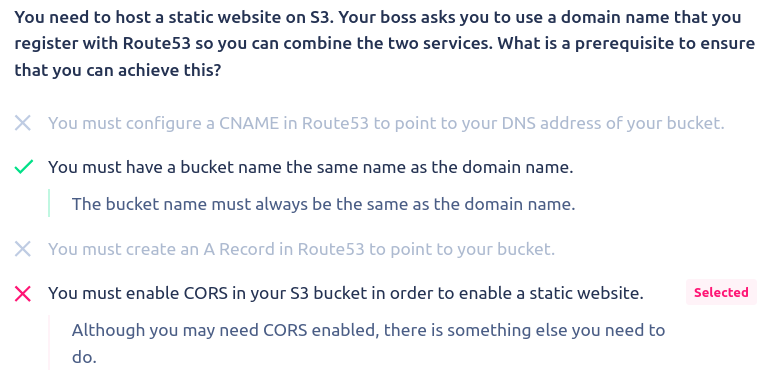 You need to host a static website on S3. Your boss asks you to use a domain name that you
register with Route53 so you can combine the two services. What is a prerequisite to ensure
that you can achieve this?
You must configure a CNAME in Route53 to point to your DNS address of your bucket.
You must have a bucket name the same name as the domain name.
The bucket name must always be the same as the domain name.
You must create an A Record in Route53 to point to your bucket.
You must enable CORS in your S3 bucket in order to enable a static website.
Selected
Although you may need CORS enabled, there is something else you need to
do.